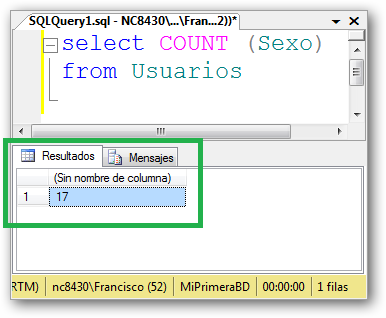 SQLQuery1.sql - NC8430\...\Fran...2))*
select COUNT (Sexo)
from Usuarios
Resultados Mensajes
(Sin nombre de columna)
1 17
RTM) nc8430\Francisco (52) MiPrimeraBD 00:00:00 1 filas